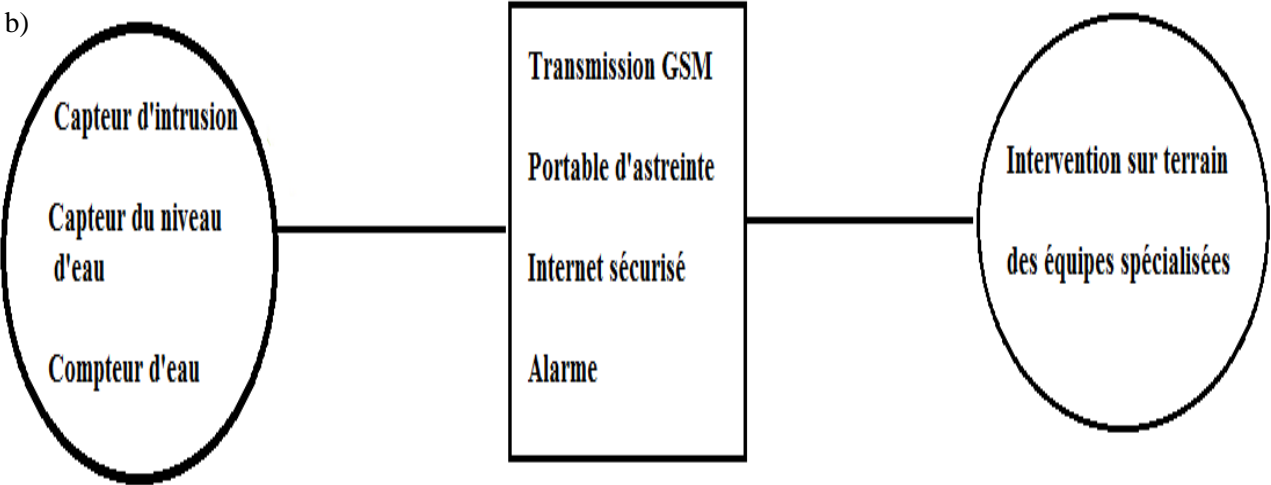 b)
Capteur d'intrusion
Capteur du niveau
d'eau
Compteur d'eau
Transmission GSM
Portable d'astreinte
Internet sécurisé
Alarme
Intervention sur terrain
des équipes spécialisées